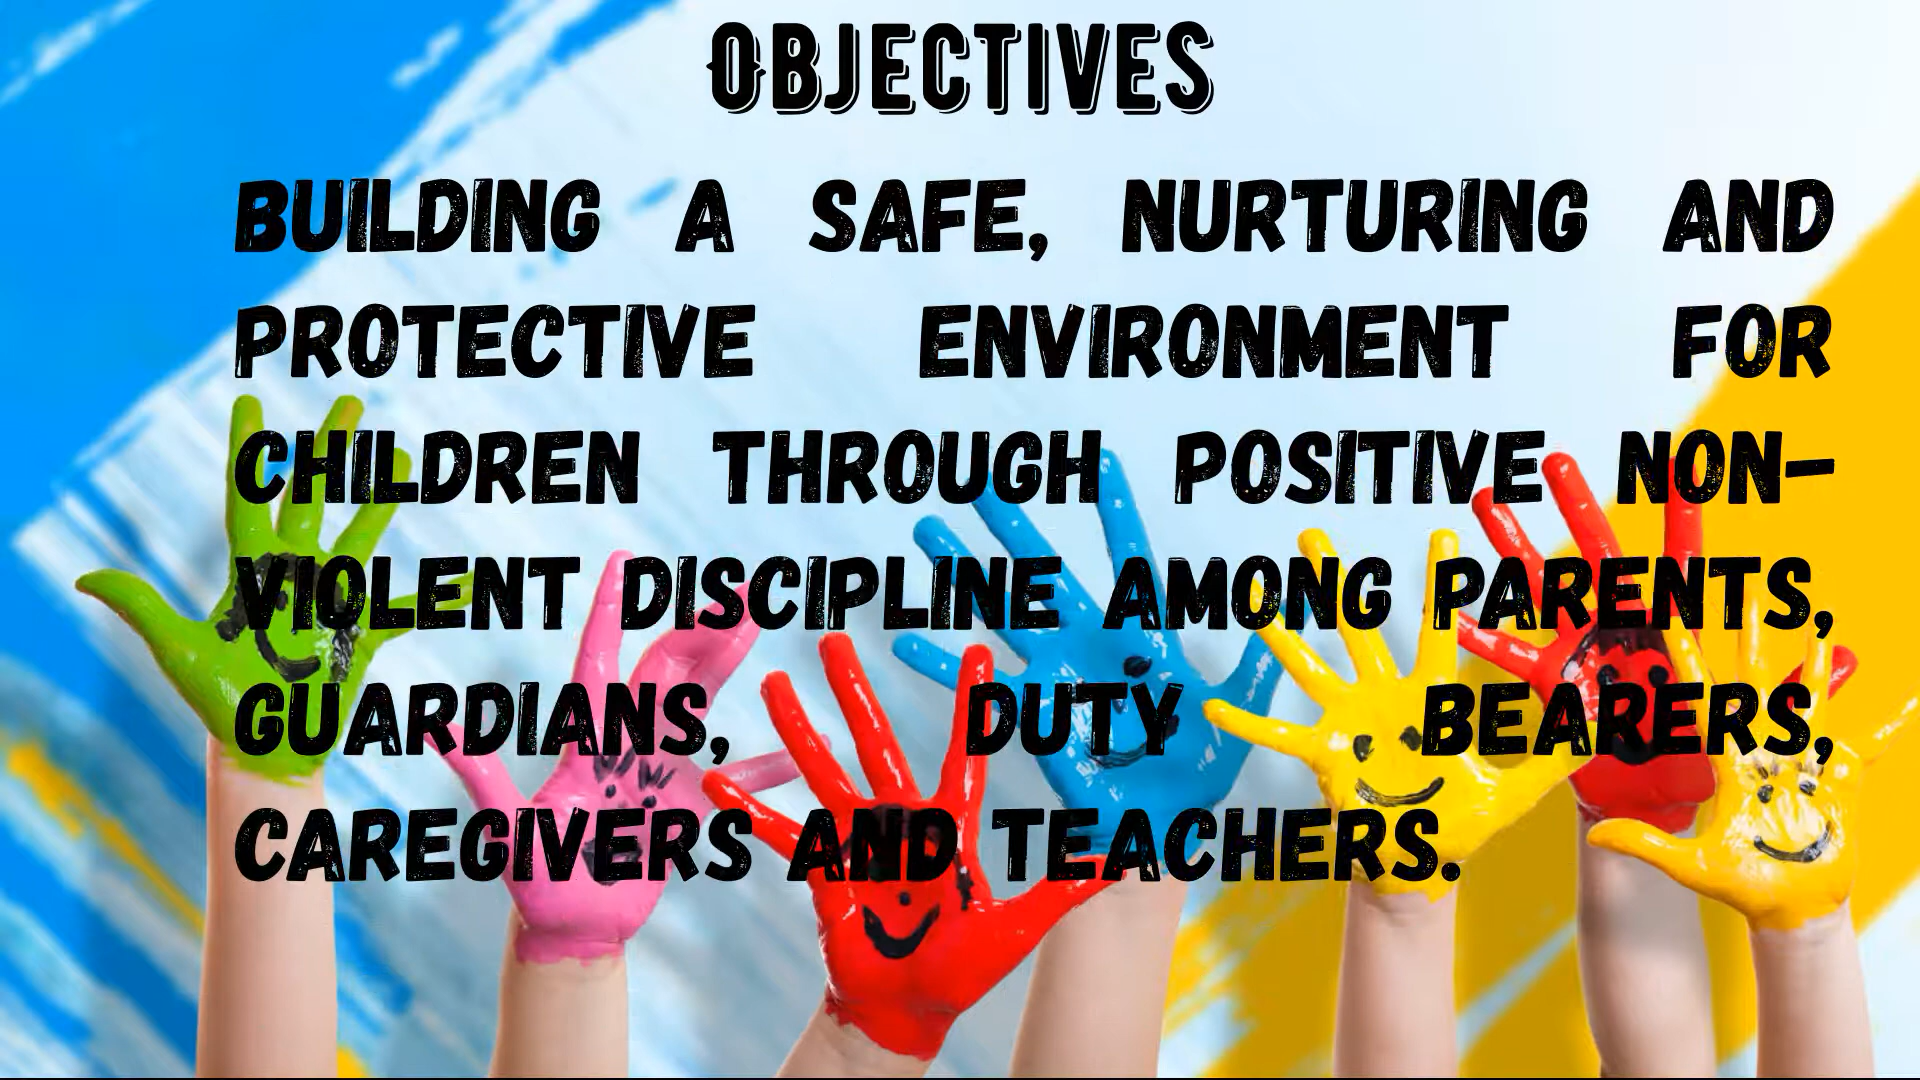 OBJECTIVES
BUILDING A SAFE, NURTURING AND
PROTECTIVE ENVIRONMENT FOR
CHILDREN THROUGH POSITIVE NON-
VIOLENT DISCIPLINE AMONG PARENTS,
GUARDIANS, DUTY BEARERS,
CAREGIVERS AND TEACHERS.